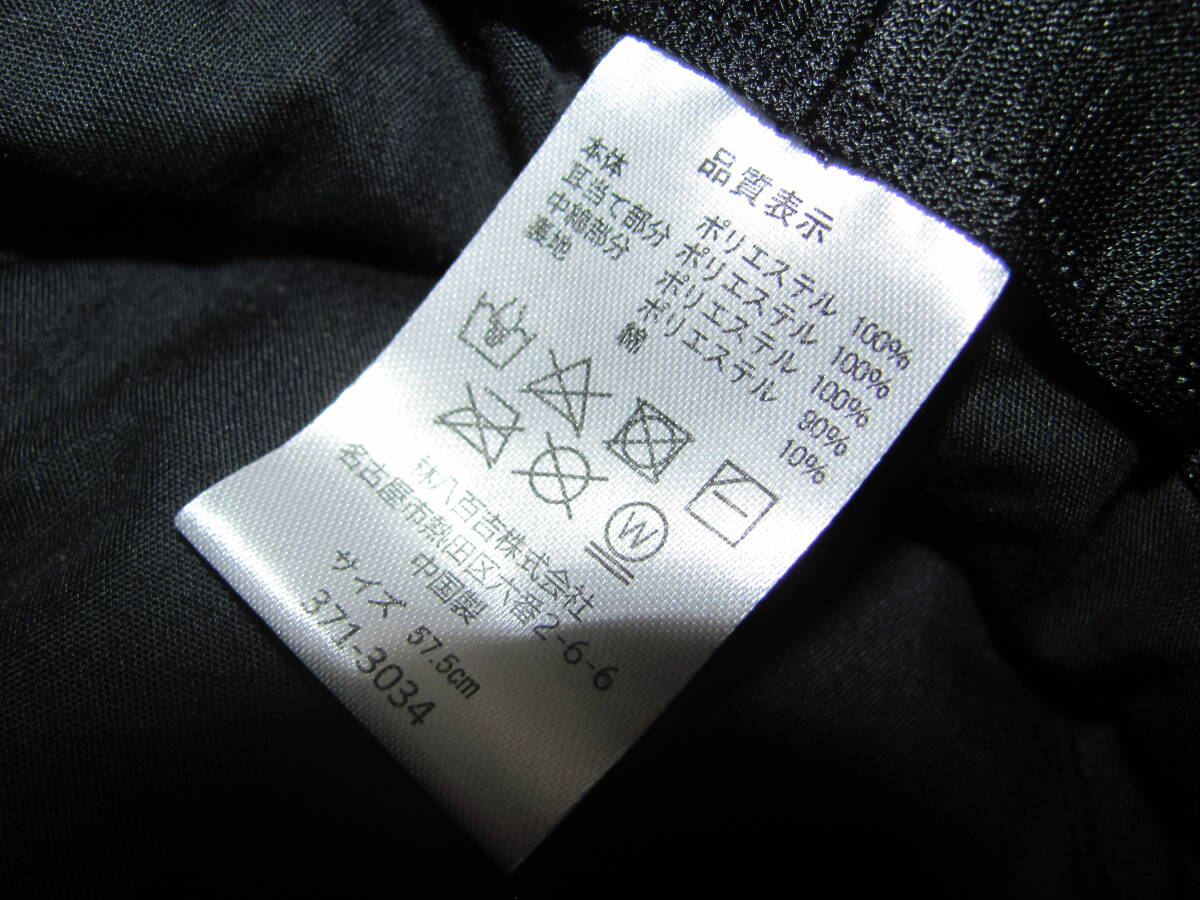 品質表示
本体 ポリエステル 100%
耳当て部分 ポリエステル 100%
中綿部分 ポリエステル 100%
裏地 ポリエステル 90%
綿 10%
W
林八百吉株式会社
名古屋市熱田区六番2-6-6
中国製
サイズ 57.5cm
371-3034